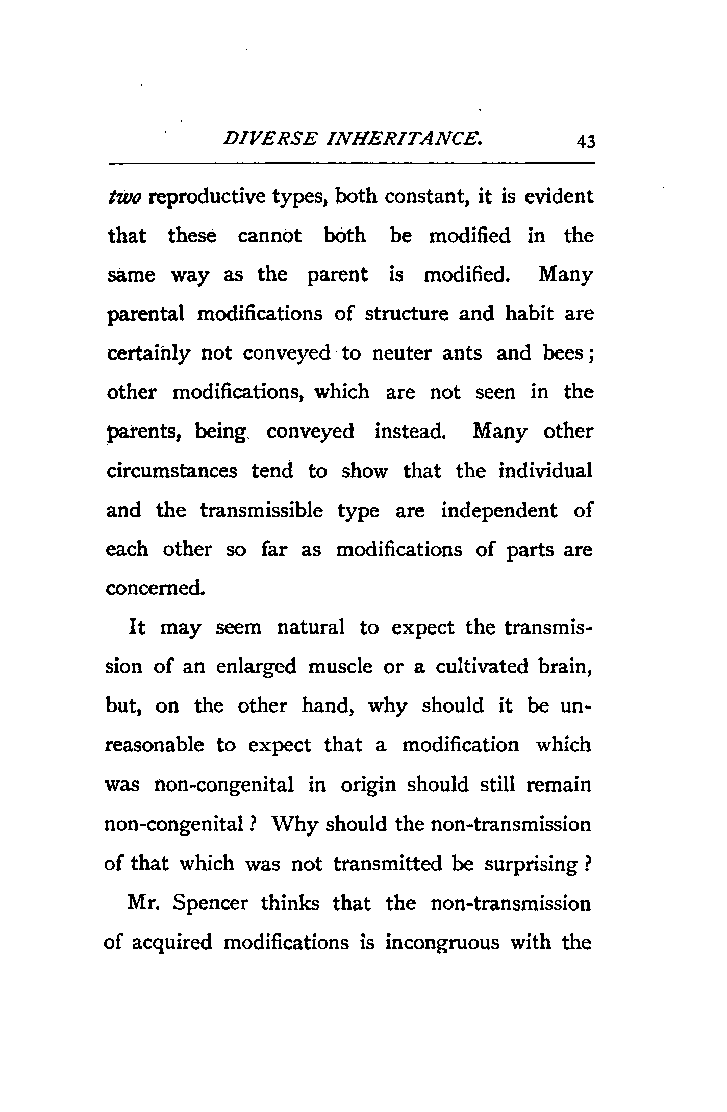 DIVERSE INHERITANCE. 43
two reproductive types, both constant, it is evident
that these cannot both be modified in the
same way as the parent is modified. Many
parental modifications of structure and habit are
certainly not conveyed to neuter ants and bees;
other modifications, which are not seen in the
parents, being conveyed instead. Many other
circumstances tend to show that the individual
and the transmissible type are independent of
each other so far as modifications of parts are
concerned.
It may seem natural to expect the transmis-
sion of an enlarged muscle or a cultivated brain,
but, on the other hand, why should it be un-
reasonable to expect that a modification which
was non-congenital in origin should still remain
non-congenital? Why should the non-transmission
of that which was not transmitted be surprising?
Mr. Spencer thinks that the non-transmission
of acquired modifications is incongruous with the